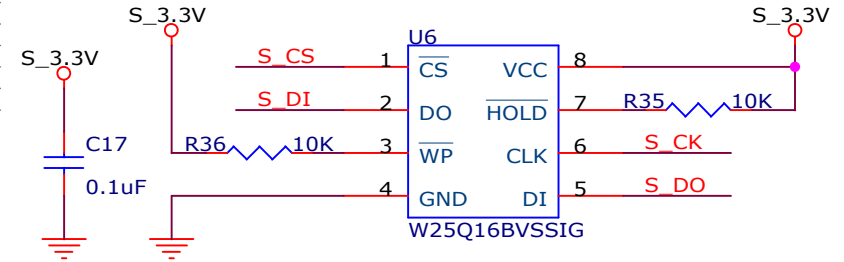 S_3.3V
S_3.3V
S_3.3V
U6
S_CS 1 CS VCC 8
S_DI 2 DO HOLD 7 R35 10K
R36 10K 3 WP CLK 6 S_CK
4 GND DI 5 S_DO
W25Q16BVSSIG
C17
0.1uF